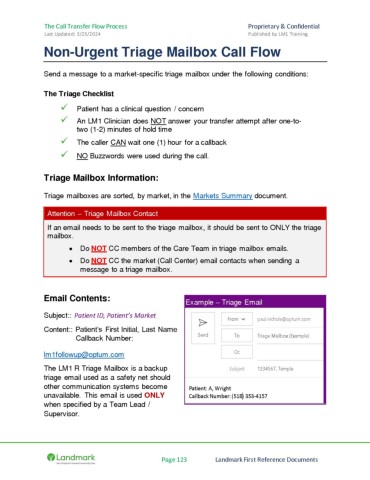 The Call Transfer Flow Process Proprietary & Confidential
Last Updated: 3/25/2024 Published by LM1 Training
Non-Urgent Triage Mailbox Call Flow
Send a message to a market-specific triage mailbox under the following conditions:
The Triage Checklist
✓ Patient has a clinical question / concern
✓ An LM1 Clinician does NOT answer your transfer attempt after one-to-
two (1-2) minutes of hold time
✓ The caller CAN wait one (1) hour for a callback
✓ NO Buzzwords were used during the call.
Triage Mailbox Information:
Triage mailboxes are sorted, by market, in the Markets Summary document.
Attention – Triage Mailbox Contact
If an email needs to be sent to the triage mailbox, it should be sent to ONLY the triage
mailbox.
• Do NOT CC members of the Care Team in triage mailbox emails.
• Do NOT CC the market (Call Center) email contacts when sending a
message to a triage mailbox.
Email Contents:
Subject:: Patient ID, Patient's Market
Content:: Patient's First Initial, Last Name
Callback Number:
lm1followup@optum.com
The LM1 R Triage Mailbox is a backup
triage email used as a safety net should
other communication systems become
unavailable. This email is used ONLY
when specified by a Team Lead /
Supervisor.
Example – Triage Email
Send
From paul.nichols@optum.com
To Triage Mailbox (Example)
Cc
Subject 1234567, Temple
Patient: A, Wright
Callback Number: (518) 353-4157
Landmark
Page 123 Landmark First Reference Documents